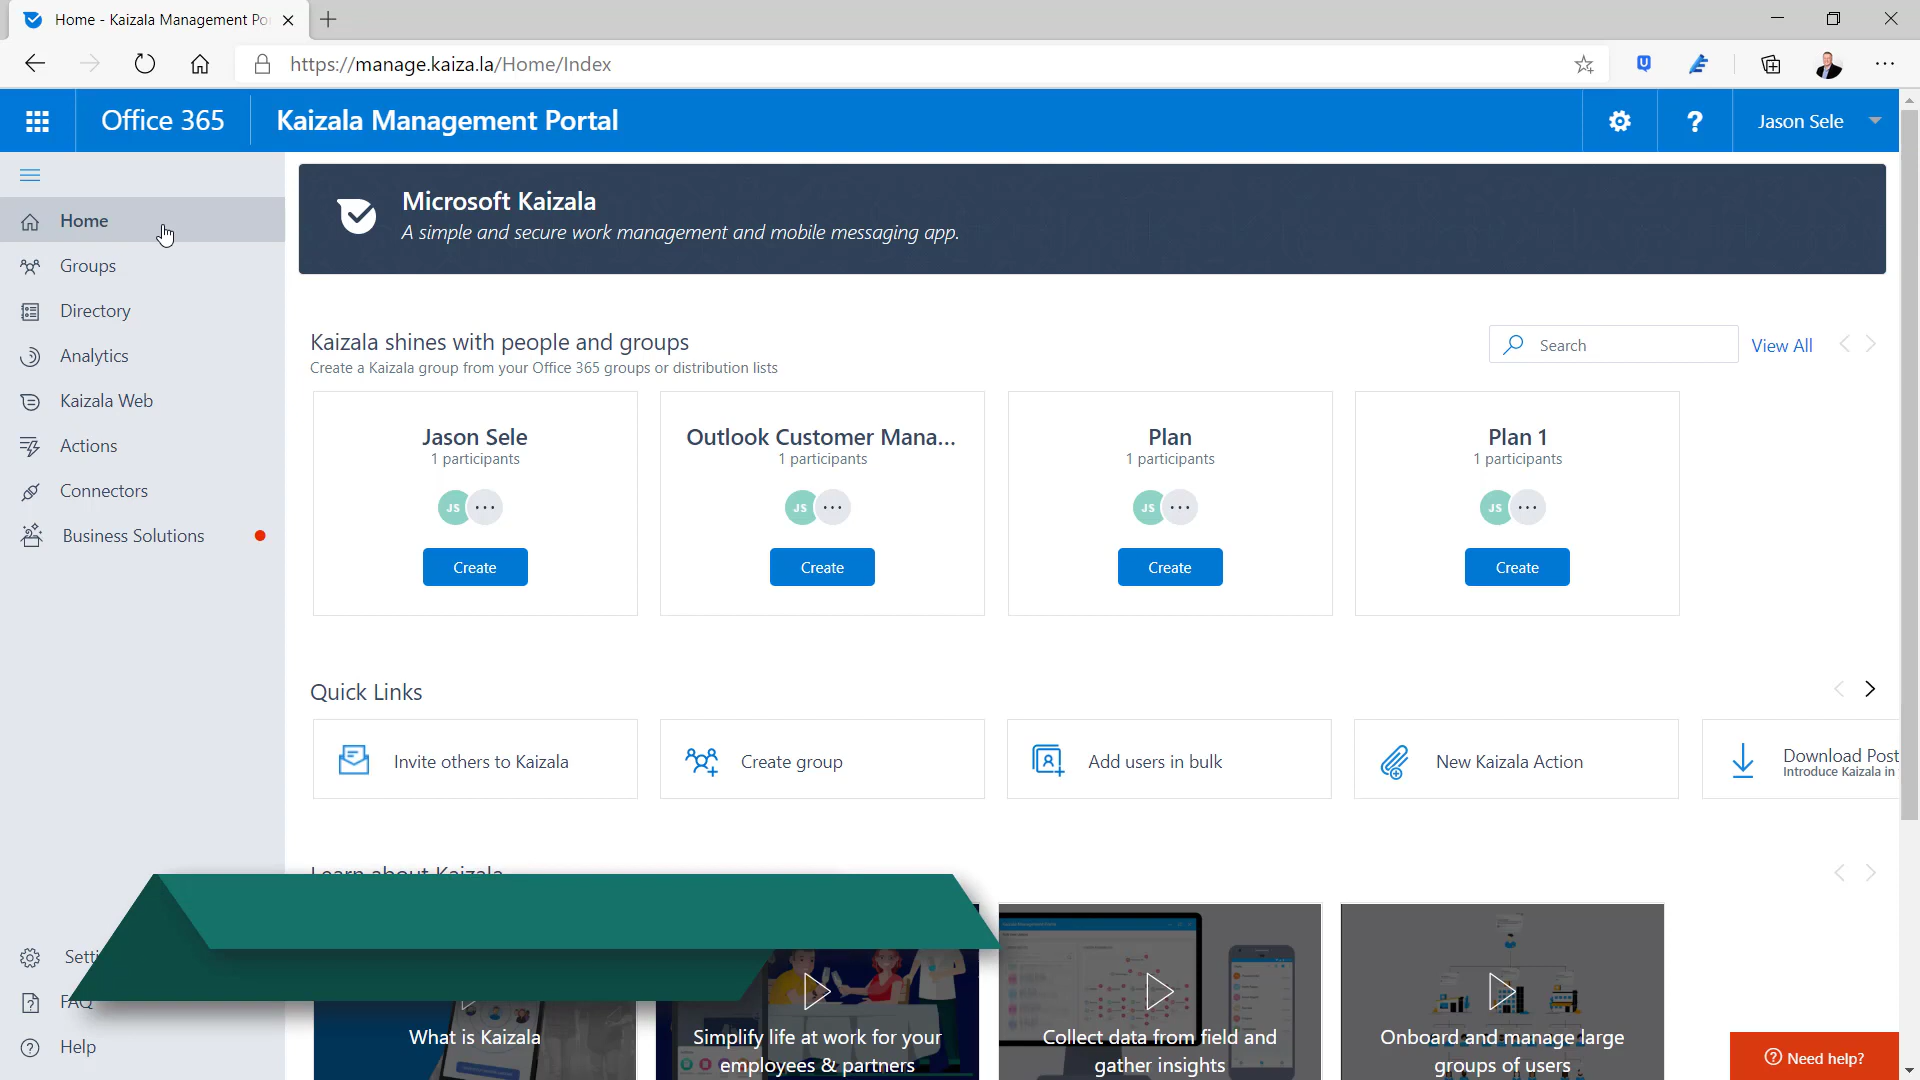 Home - Kaizala Management Po
https://manage.kaiza.la/Home/Index
Office 365
Kaizala Management Portal
?
Jason Sele
Microsoft Kaizala
A simple and secure work management and mobile messaging app.
Home
Groups
Directory
Analytics
Kaizala Web
Actions
Connectors
Business Solutions
Kaizala shines with people and groups
Create a Kaizala group from your Office 365 groups or distribution lists
Search
View All
Jason Sele
1 participants
JS
Create
Outlook Customer Mana...
1 participants
JS
Create
Plan
1 participants
JS
Create
Plan 1
1 participants
JS
Create
Quick Links
Invite others to Kaizala
Create group
Add users in bulk
New Kaizala Action
Download Post
Introduce Kaizala in
Learn about Kaizala
Setti
FAQ
Help
What is Kaizala
Simplify life at work for your
employees & partners
Collect data from field and
gather insights
Onboard and manage large
groups of users
Need help?